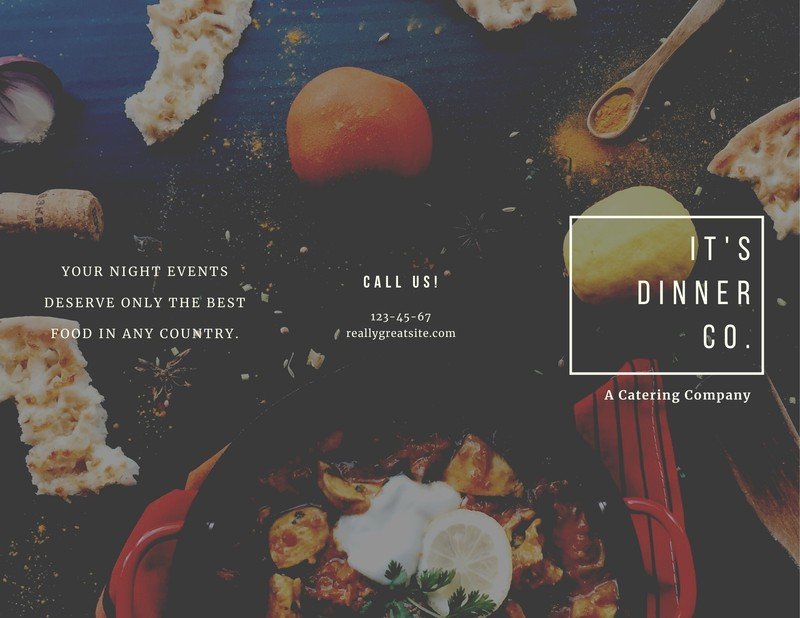 YOUR NIGHT EVENTS
DESERVE ONLY THE BEST
FOOD IN ANY COUNTRY.
CALL US!
123-45-67
reallygreatsite.com
IT'S
DINNER
CO.
A Catering Company